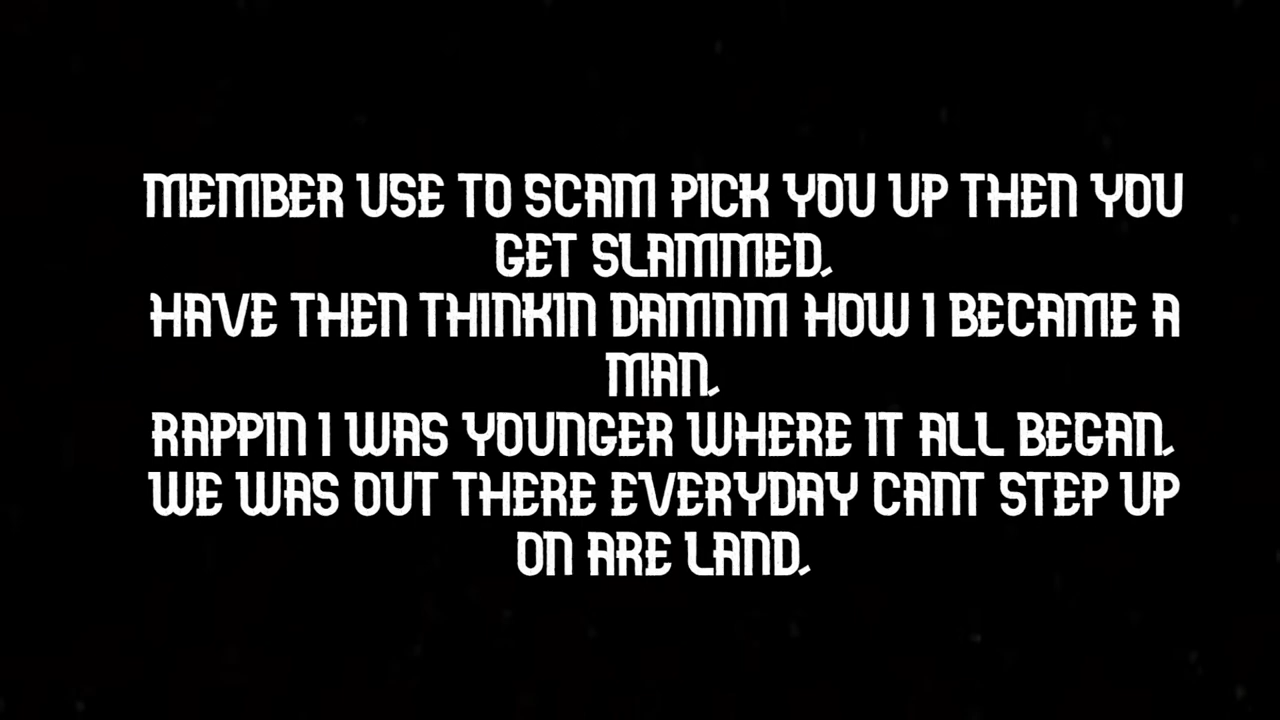 MEMBER USE TO SCAM PICK YOU UP THEN YOU
GET SLAMMED,
HAVE THEN THINKIN DAMNM HOW I BECAME A
MAN,
RAPPIN I WAS YOUNGER WHERE IT ALL BEGAN,
WE WAS OUT THERE EVERYDAY CANT STEP UP
ON ARE LAND,